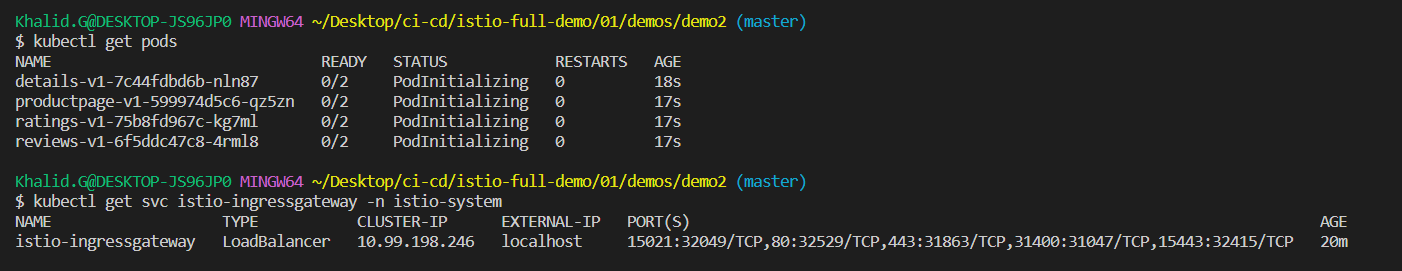 Khalid.G@DESKTOP-JS96JP0 MINGW64 ~/Desktop/ci-cd/istio-full-demo/01/demos/demo2 (master)
$ kubectl get pods
NAME                              READY   STATUS            RESTARTS   AGE
details-v1-7c44fdbd6b-nln87       0/2     PodInitializing   0          18s
productpage-v1-599974d5c6-qz5zn   0/2     PodInitializing   0          17s
ratings-v1-75b8fd967c-kg7ml       0/2     PodInitializing   0          17s
reviews-v1-6f5ddc47c8-4rml8       0/2     PodInitializing   0          17s
Khalid.G@DESKTOP-JS96JP0 MINGW64 ~/Desktop/ci-cd/istio-full-demo/01/demos/demo2 (master)
$ kubectl get svc istio-ingressgateway -n istio-system
NAME                   TYPE           CLUSTER-IP      EXTERNAL-IP   PORT(S)                                                                      AGE
istio-ingressgateway   LoadBalancer   10.99.198.246   localhost     15021:32049/TCP,80:32529/TCP,443:31863/TCP,31400:31047/TCP,15443:32415/TCP   20m